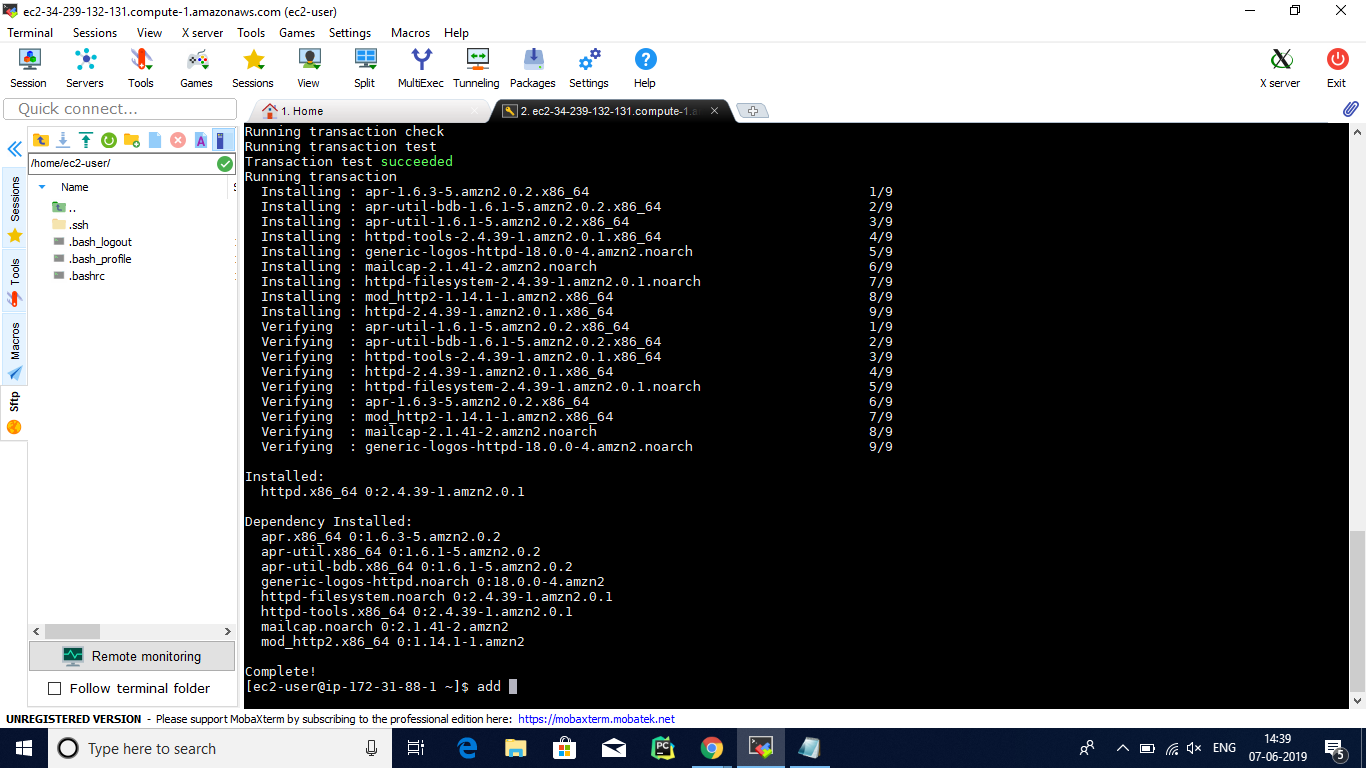 ec2-34-239-132-131.compute-1.amazonaws.com (ec2-user)
Terminal Sessions View X server Tools Games Settings Macros Help
Session Servers Tools Games Sessions View Split MultiExec Tunneling Packages Settings Help X server Exit
Quick connect...
1. Home
2. ec2-34-239-132-131.compute-1.a
/home/ec2-user/
Name
..
.ssh
.bash_logout
.bash_profile
.bashrc
Sessions
Tools
Macros
Sftp
Remote monitoring
Follow terminal folder
Running transaction check
Running transaction test
Transaction test succeeded
Running transaction
Installing : apr-1.6.3-5.amzn2.0.2.x86_64 1/9
Installing : apr-util-bdb-1.6.1-5.amzn2.0.2.x86_64 2/9
Installing : apr-util-1.6.1-5.amzn2.0.2.x86_64 3/9
Installing : httpd-tools-2.4.39-1.amzn2.0.1.x86_64 4/9
Installing : generic-logos-httpd-18.0.0-4.amzn2.noarch 5/9
Installing : mailcap-2.1.41-2.amzn2.noarch 6/9
Installing : httpd-filesystem-2.4.39-1.amzn2.0.1.noarch 7/9
Installing : mod_http2-1.14.1-1.amzn2.x86_64 8/9
Installing : httpd-2.4.39-1.amzn2.0.1.x86_64 9/9
Verifying : apr-util-1.6.1-5.amzn2.0.2.x86_64 1/9
Verifying : apr-util-bdb-1.6.1-5.amzn2.0.2.x86_64 2/9
Verifying : httpd-tools-2.4.39-1.amzn2.0.1.x86_64 3/9
Verifying : httpd-2.4.39-1.amzn2.0.1.x86_64 4/9
Verifying : httpd-filesystem-2.4.39-1.amzn2.0.1.noarch 5/9
Verifying : apr-1.6.3-5.amzn2.0.2.x86_64 6/9
Verifying : mod_http2-1.14.1-1.amzn2.x86_64 7/9
Verifying : mailcap-2.1.41-2.amzn2.noarch 8/9
Verifying : generic-logos-httpd-18.0.0-4.amzn2.noarch 9/9
Installed:
httpd.x86_64 0:2.4.39-1.amzn2.0.1
Dependency Installed:
apr.x86_64 0:1.6.3-5.amzn2.0.2
apr-util.x86_64 0:1.6.1-5.amzn2.0.2
apr-util-bdb.x86_64 0:1.6.1-5.amzn2.0.2
generic-logos-httpd.noarch 0:18.0.0-4.amzn2
httpd-filesystem.noarch 0:2.4.39-1.amzn2.0.1
httpd-tools.x86_64 0:2.4.39-1.amzn2.0.1
mailcap.noarch 0:2.1.41-2.amzn2
mod_http2.x86_64 0:1.14.1-1.amzn2
Complete!
[ec2-user@ip-172-31-88-1 ~]$ add
UNREGISTERED VERSION - Please support MobaXterm by subscribing to the professional edition here: https://mobaxterm.mobatek.net
Type here to search
ENG
14:39
07-06-2019
5